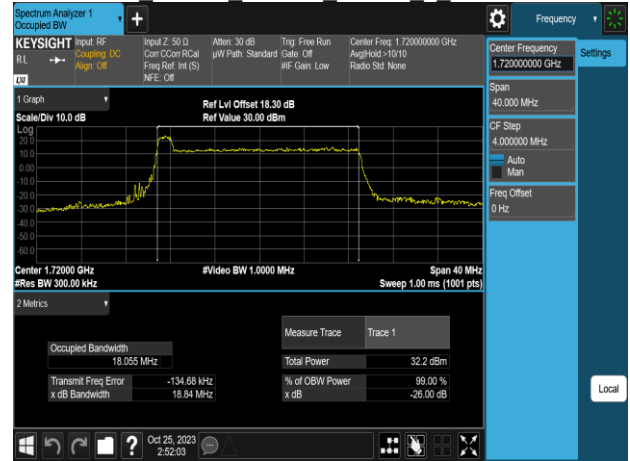 Spectrum Analyzer 1
Occupied BW
Frequency
KEYSIGHT
RL
LXI
Input: RF
Coupling: DC
Align: Off
Input Z: 50 Ω
Corr CCorr RCal
Freq Ref: Int (S)
NFE: Off
Atten: 30 dB
µW Path: Standard
Trig: Free Run
Gate: Off
#IF Gain: Low
Center Freq: 1.720000000 GHz
Avg|Hold:>10/10
Radio Std: None
Center Frequency
1.720000000 GHz
Settings
Span
40.000 MHz
CF Step
4.000000 MHz
Auto
Man
Freq Offset
0 Hz
1 Graph
Scale/Div 10.0 dB
Ref Lvl Offset 18.30 dB
Ref Value 30.00 dBm
Log
20.0
10.0
0.00
-10.0
-20.0
-30.0
-40.0
-50.0
-60.0
Center 1.72000 GHz
#Video BW 1.0000 MHz
Span 40 MHz
#Res BW 300.00 kHz
Sweep 1.00 ms (1001 pts)
2 Metrics
Measure Trace
Trace 1
Occupied Bandwidth
18.055 MHz
Total Power
32.2 dBm
Transmit Freq Error
-134.68 kHz
% of OBW Power
99.00 %
x dB Bandwidth
18.84 MHz
x dB
-26.00 dB
Local
?
Oct 25, 2023
2:52:03